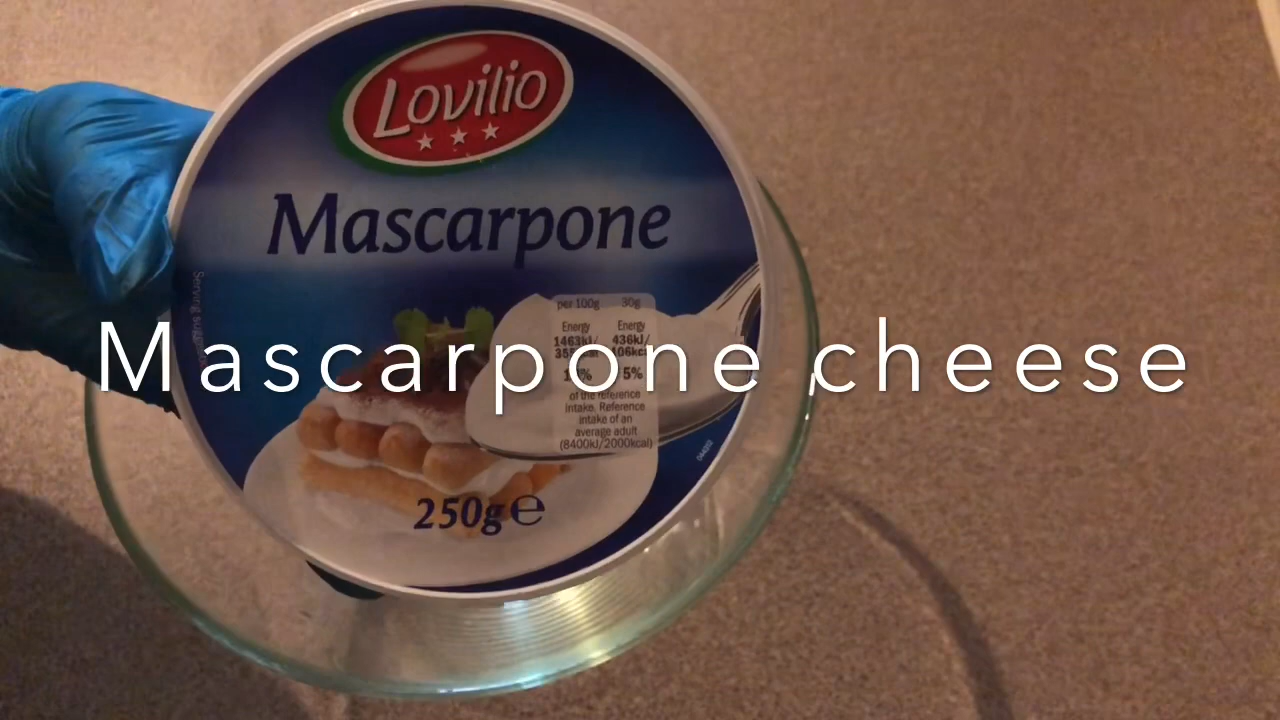 Lovilio
Mascarpone
Serving
per 100g 30g
Energy Energy
1463kJ/ 436kJ/
106kcal
5%
of the reference
intake. Reference
intake of an
average adult
(8400kJ/2000kcal)
Mascarpone cheese
250g℮